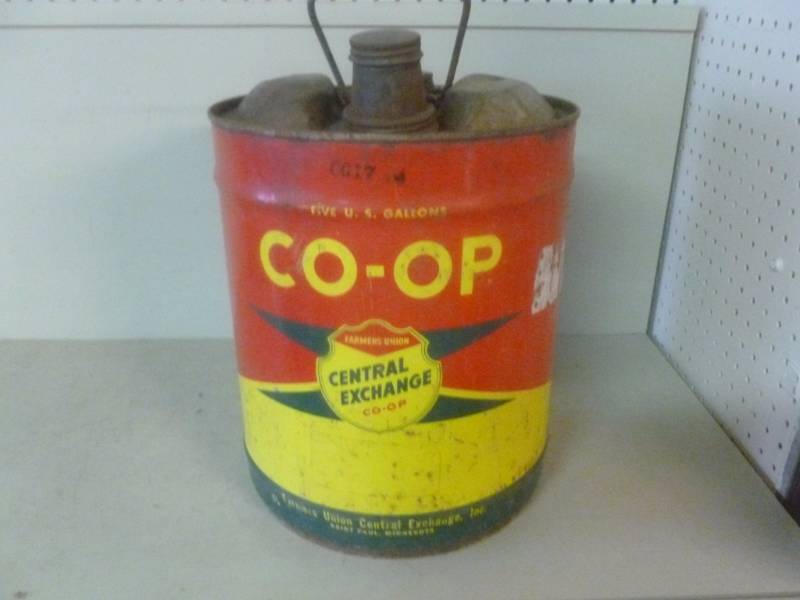 FIVE U. S. GALLONS
CO-OP
FARMERS UNION
CENTRAL
EXCHANGE
CO-OP
Farmers Union Central Exchange, Inc.
SAINT PAUL, MINNESOTA